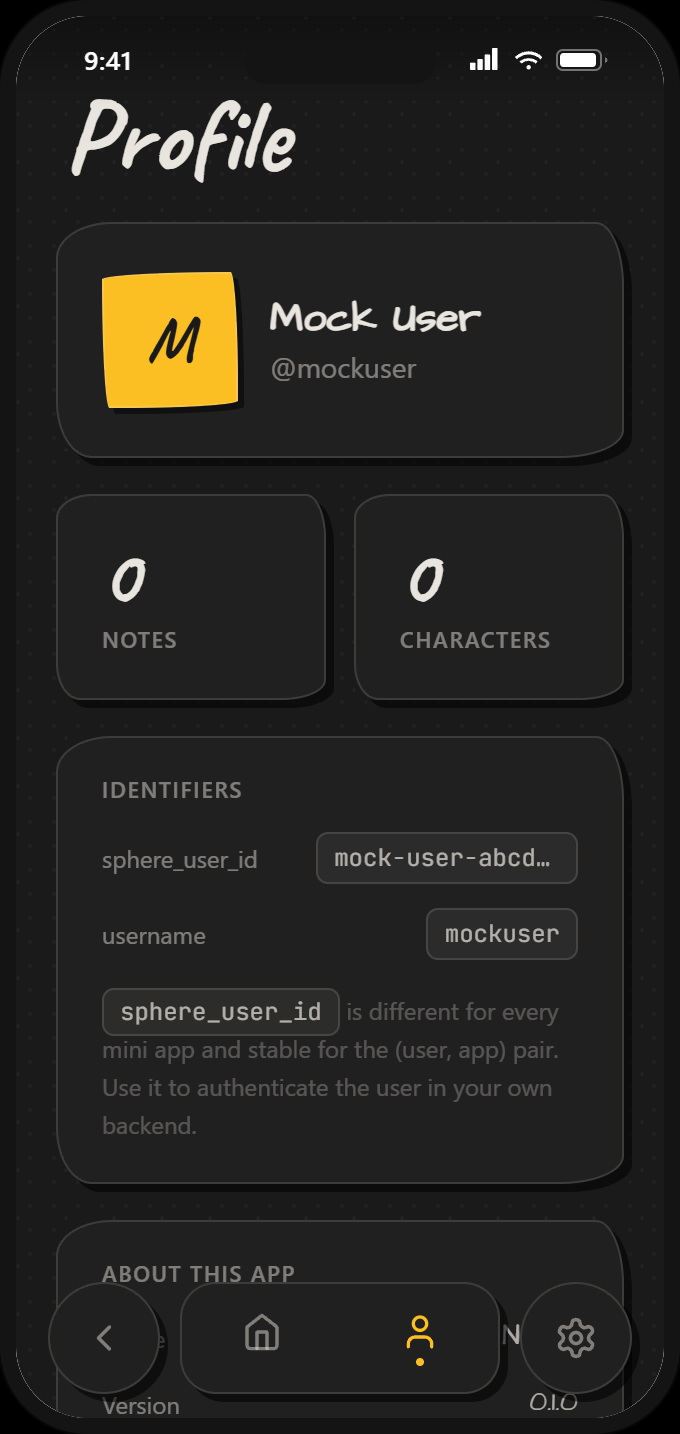 9:41
Profile
M
Mock User
@mockuser
0
NOTES
0
CHARACTERS
IDENTIFIERS
sphere_user_id mock-user-abcd…
username mockuser
sphere_user_id is different for every
mini app and stable for the (user, app) pair.
Use it to authenticate the user in your own
backend.
ABOUT THIS APP
Version 0.1.0